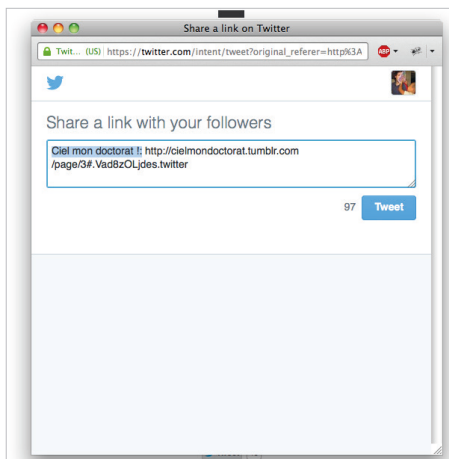 Share a link on Twitter
Twit... (US) https://twitter.com/intent/tweet?original_referer=http%3A
ABP
Share a link with your followers
Ciel mon doctorat !: http://cielmondoctorat.tumblr.com
/page/3#.Vad8zOLjdes.twitter
97 Tweet